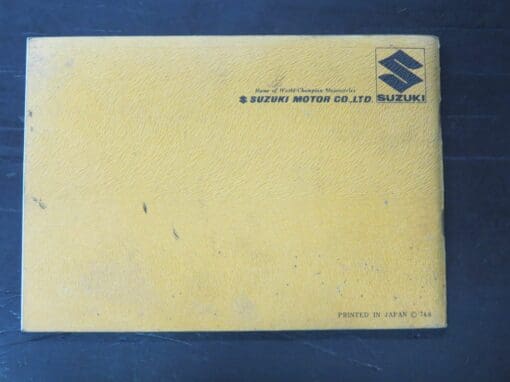 Home of World-Champion Motorcycles
SUZUKI MOTOR CO.,LTD.
SUZUKI
PRINTED IN JAPAN ©